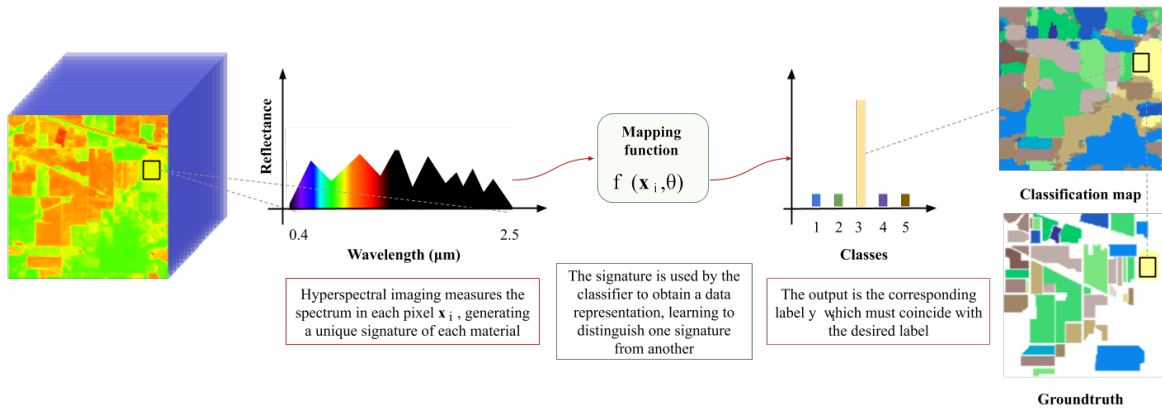 Reflectance
0.4
2.5
Wavelength (μm)
Hyperspectral imaging measures the
spectrum in each pixel x i , generating
a unique signature of each material
Mapping
function
f (x i ,θ)
The signature is used by the
classifier to obtain a data
representation, learning to
distinguish one signature
from another
1 2 3 4 5
Classes
The output is the corresponding
label y which must coincide with
the desired label
Classification map
Groundtruth